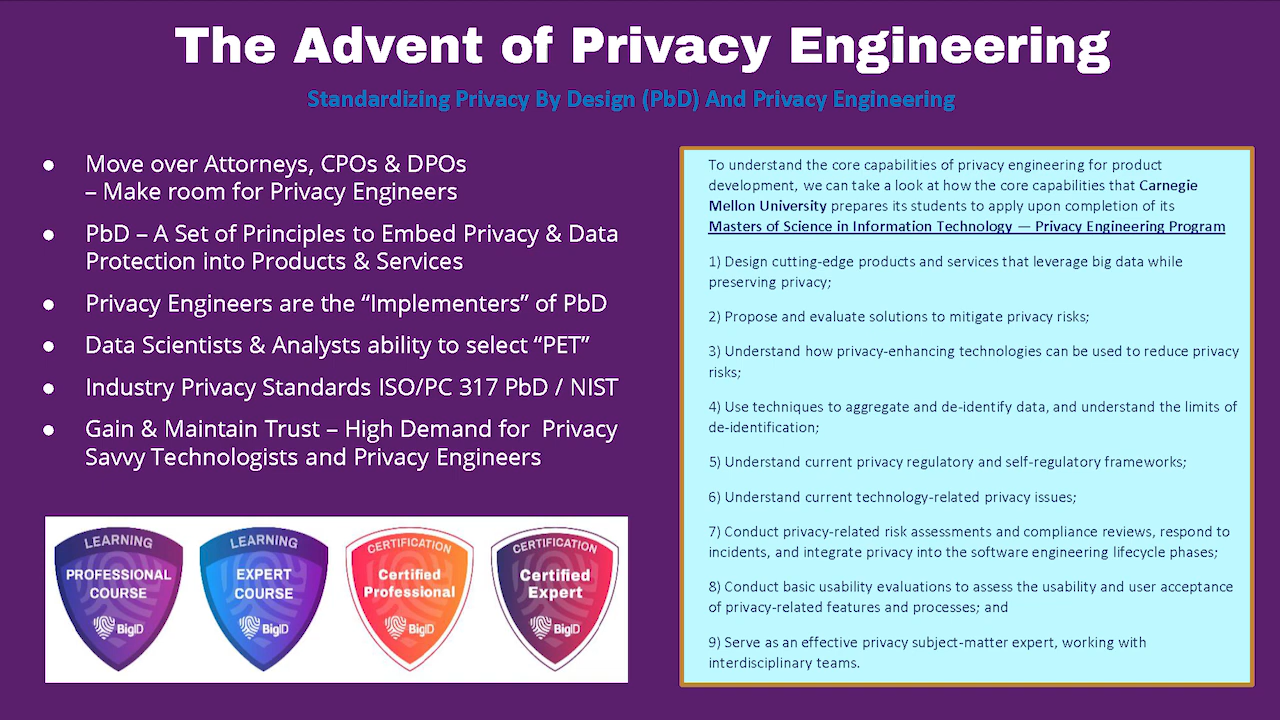 The Advent of Privacy Engineering
Standardizing Privacy By Design (PbD) And Privacy Engineering
● Move over Attorneys, CPOs & DPOs
– Make room for Privacy Engineers
● PbD – A Set of Principles to Embed Privacy & Data
Protection into Products & Services
● Privacy Engineers are the “Implementers” of PbD
● Data Scientists & Analysts ability to select “PET”
● Industry Privacy Standards ISO/PC 317 PbD / NIST
● Gain & Maintain Trust – High Demand for Privacy
Savvy Technologists and Privacy Engineers
LEARNING
PROFESSIONAL
COURSE
BigID
LEARNING
EXPERT
COURSE
BigID
CERTIFICATION
Certified
Professional
BigID
CERTIFICATION
Certified
Expert
BigID
To understand the core capabilities of privacy engineering for product
development, we can take a look at how the core capabilities that Carnegie
Mellon University prepares its students to apply upon completion of its
Masters of Science in Information Technology — Privacy Engineering Program
1) Design cutting-edge products and services that leverage big data while
preserving privacy;
2) Propose and evaluate solutions to mitigate privacy risks;
3) Understand how privacy-enhancing technologies can be used to reduce privacy
risks;
4) Use techniques to aggregate and de-identify data, and understand the limits of
de-identification;
5) Understand current privacy regulatory and self-regulatory frameworks;
6) Understand current technology-related privacy issues;
7) Conduct privacy-related risk assessments and compliance reviews, respond to
incidents, and integrate privacy into the software engineering lifecycle phases;
8) Conduct basic usability evaluations to assess the usability and user acceptance
of privacy-related features and processes; and
9) Serve as an effective privacy subject-matter expert, working with
interdisciplinary teams.